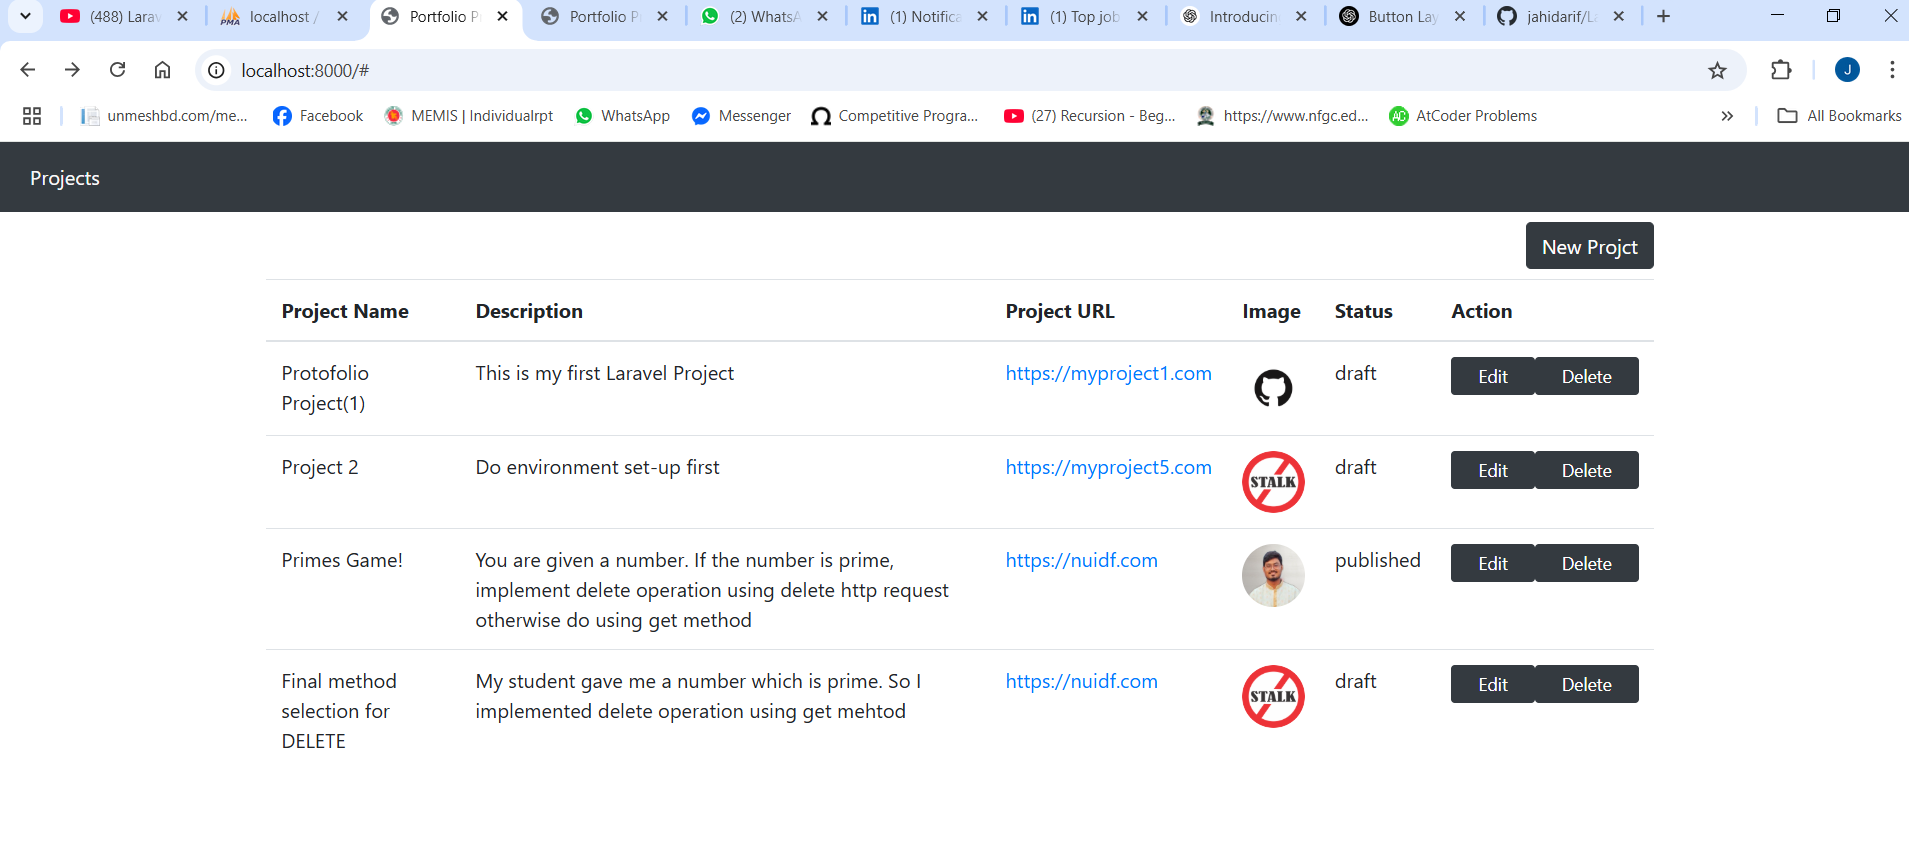 (488) Larav
localhost /
Portfolio P
Portfolio P
(2) WhatsA
(1) Notifica
(1) Top job
Introducin
Button Lay
jahidarif/La
localhost:8000/#
J
unmeshbd.com/me...
Facebook
MEMIS | Individualrpt
WhatsApp
Messenger
Competitive Progra...
(27) Recursion - Beg...
https://www.nfgc.ed...
AtCoder Problems
All Bookmarks
Projects
New Projct
Project Name Description Project URL Image Status Action
Protofolio This is my first Laravel Project https://myproject1.com draft Edit Delete
Project(1)
Project 2 Do environment set-up first https://myproject5.com STALK draft Edit Delete
Primes Game! You are given a number. If the number is prime, https://nuidf.com published Edit Delete
implement delete operation using delete http request
otherwise do using get method
Final method My student gave me a number which is prime. So I https://nuidf.com STALK draft Edit Delete
selection for implemented delete operation using get mehtod
DELETE